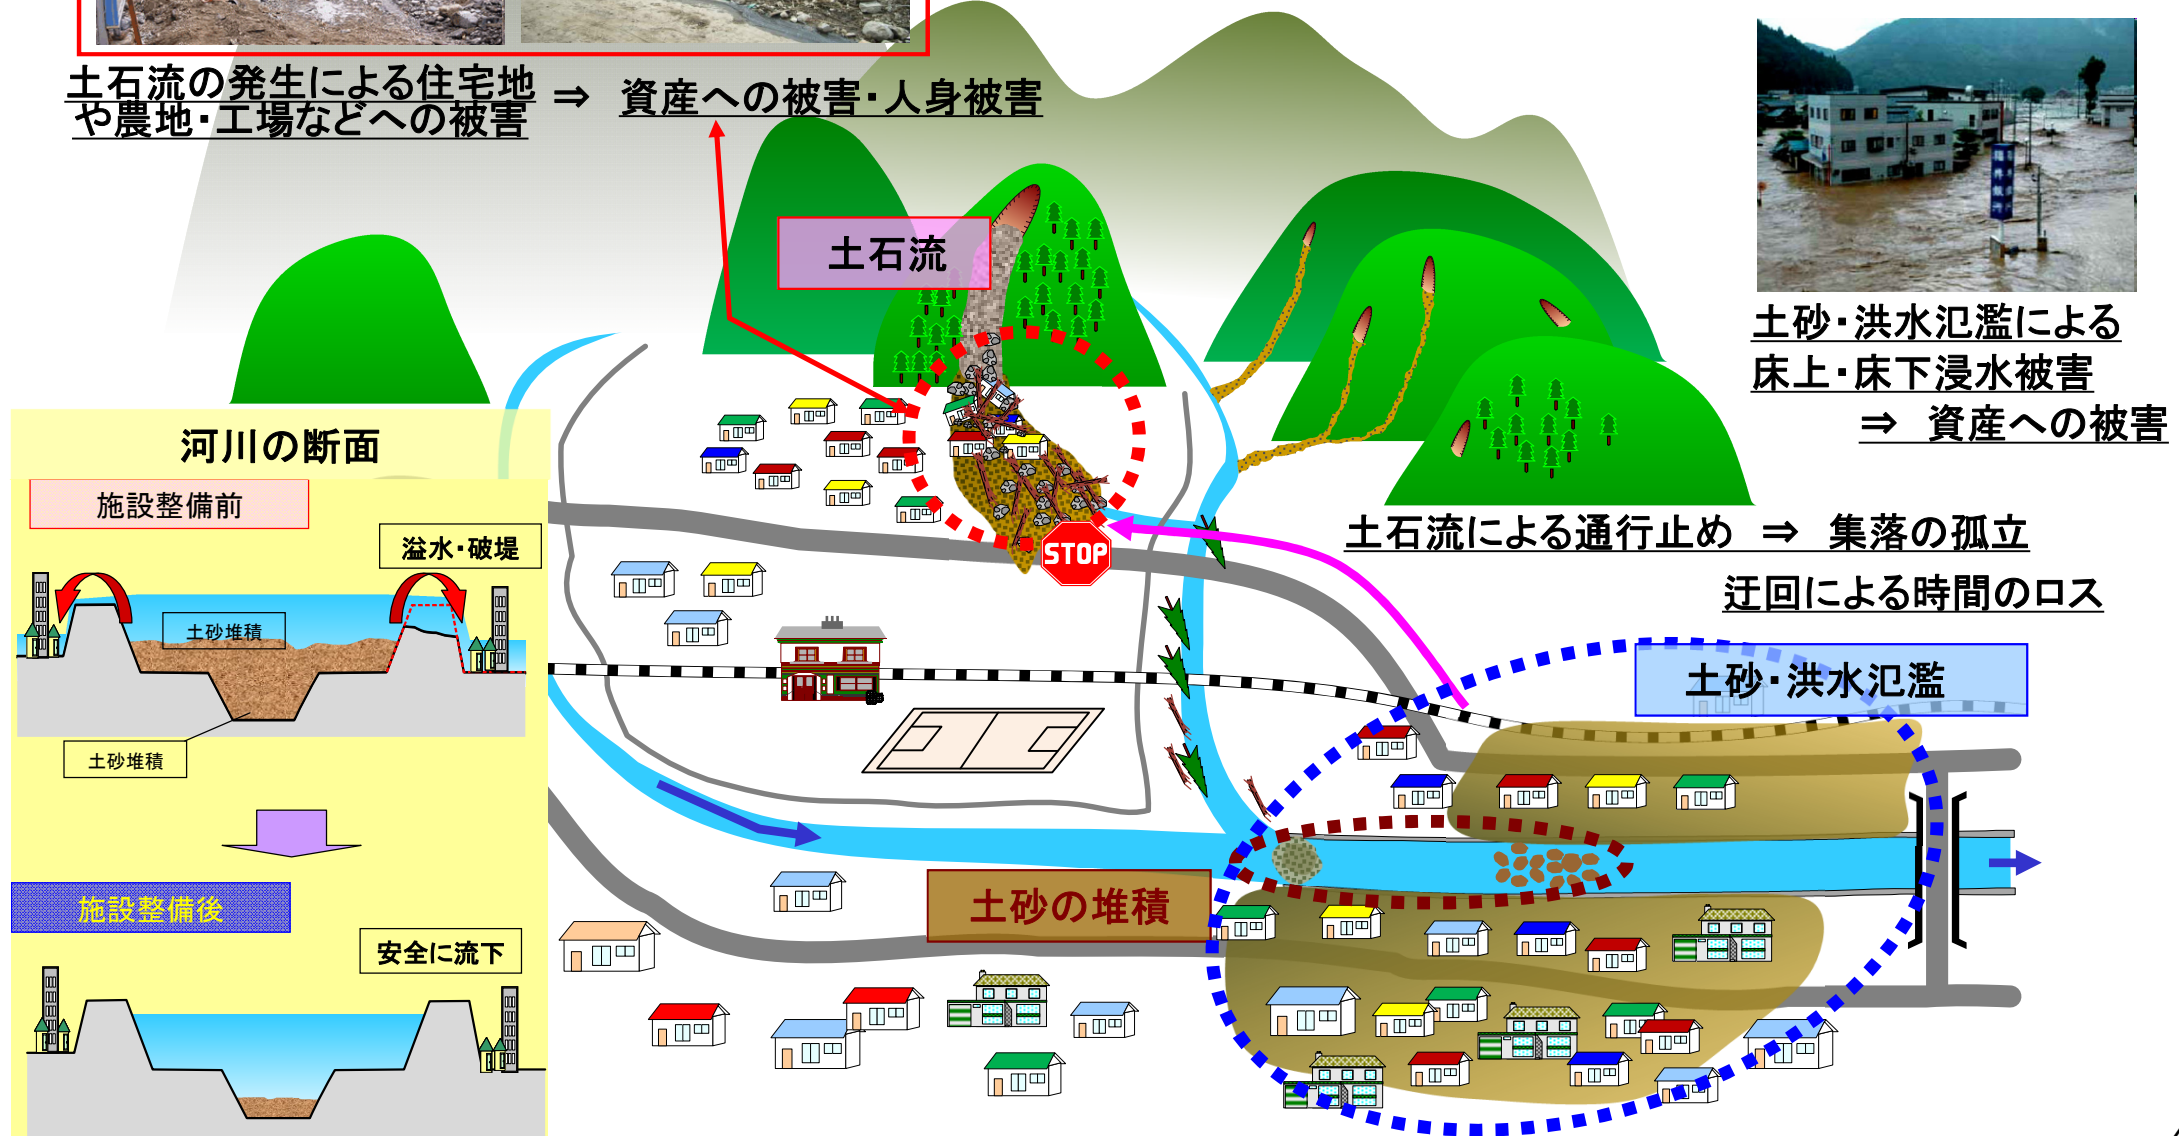 土石流の発生による住宅地
や農地・工場などへの被害
⇒ 資産への被害・人身被害
土石流
土砂・洪水氾濫による
床上・床下浸水被害
⇒ 資産への被害
河川の断面
施設整備前
溢水・破堤
土砂堆積
土砂堆積
施設整備後
安全に流下
STOP
土石流による通行止め ⇒ 集落の孤立
迂回による時間のロス
土砂・洪水氾濫
土砂の堆積